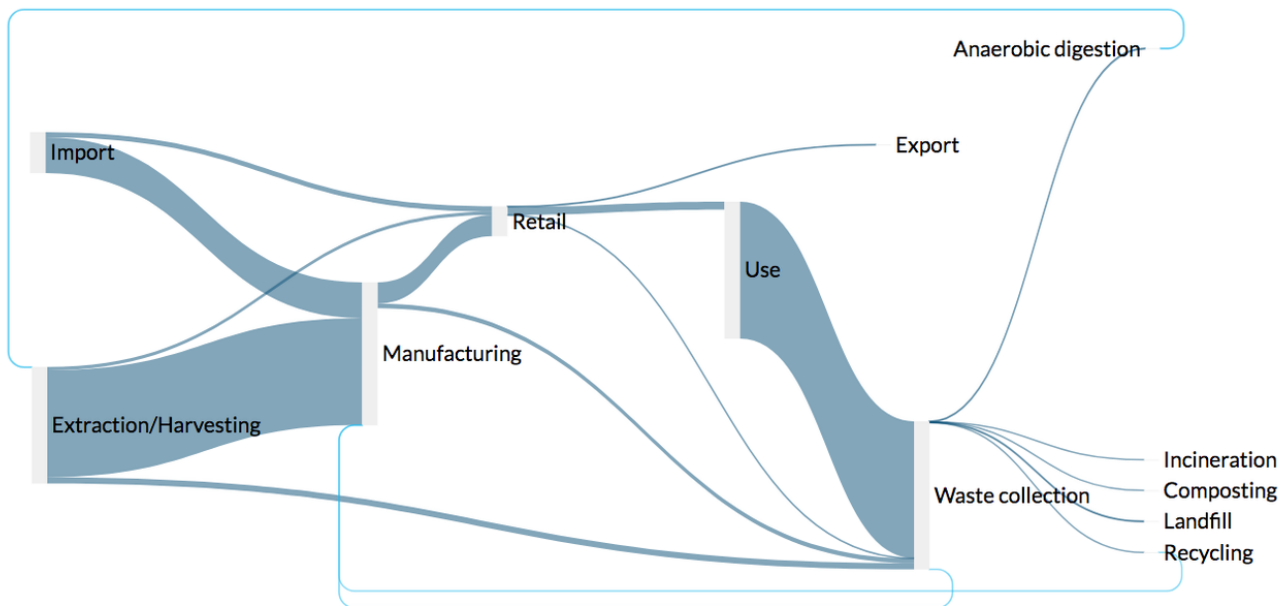 Anaerobic digestion
Export
Import
Retail
Use
Manufacturing
Extraction/Harvesting
Incineration
Composting
Waste collection
Landfill
Recycling